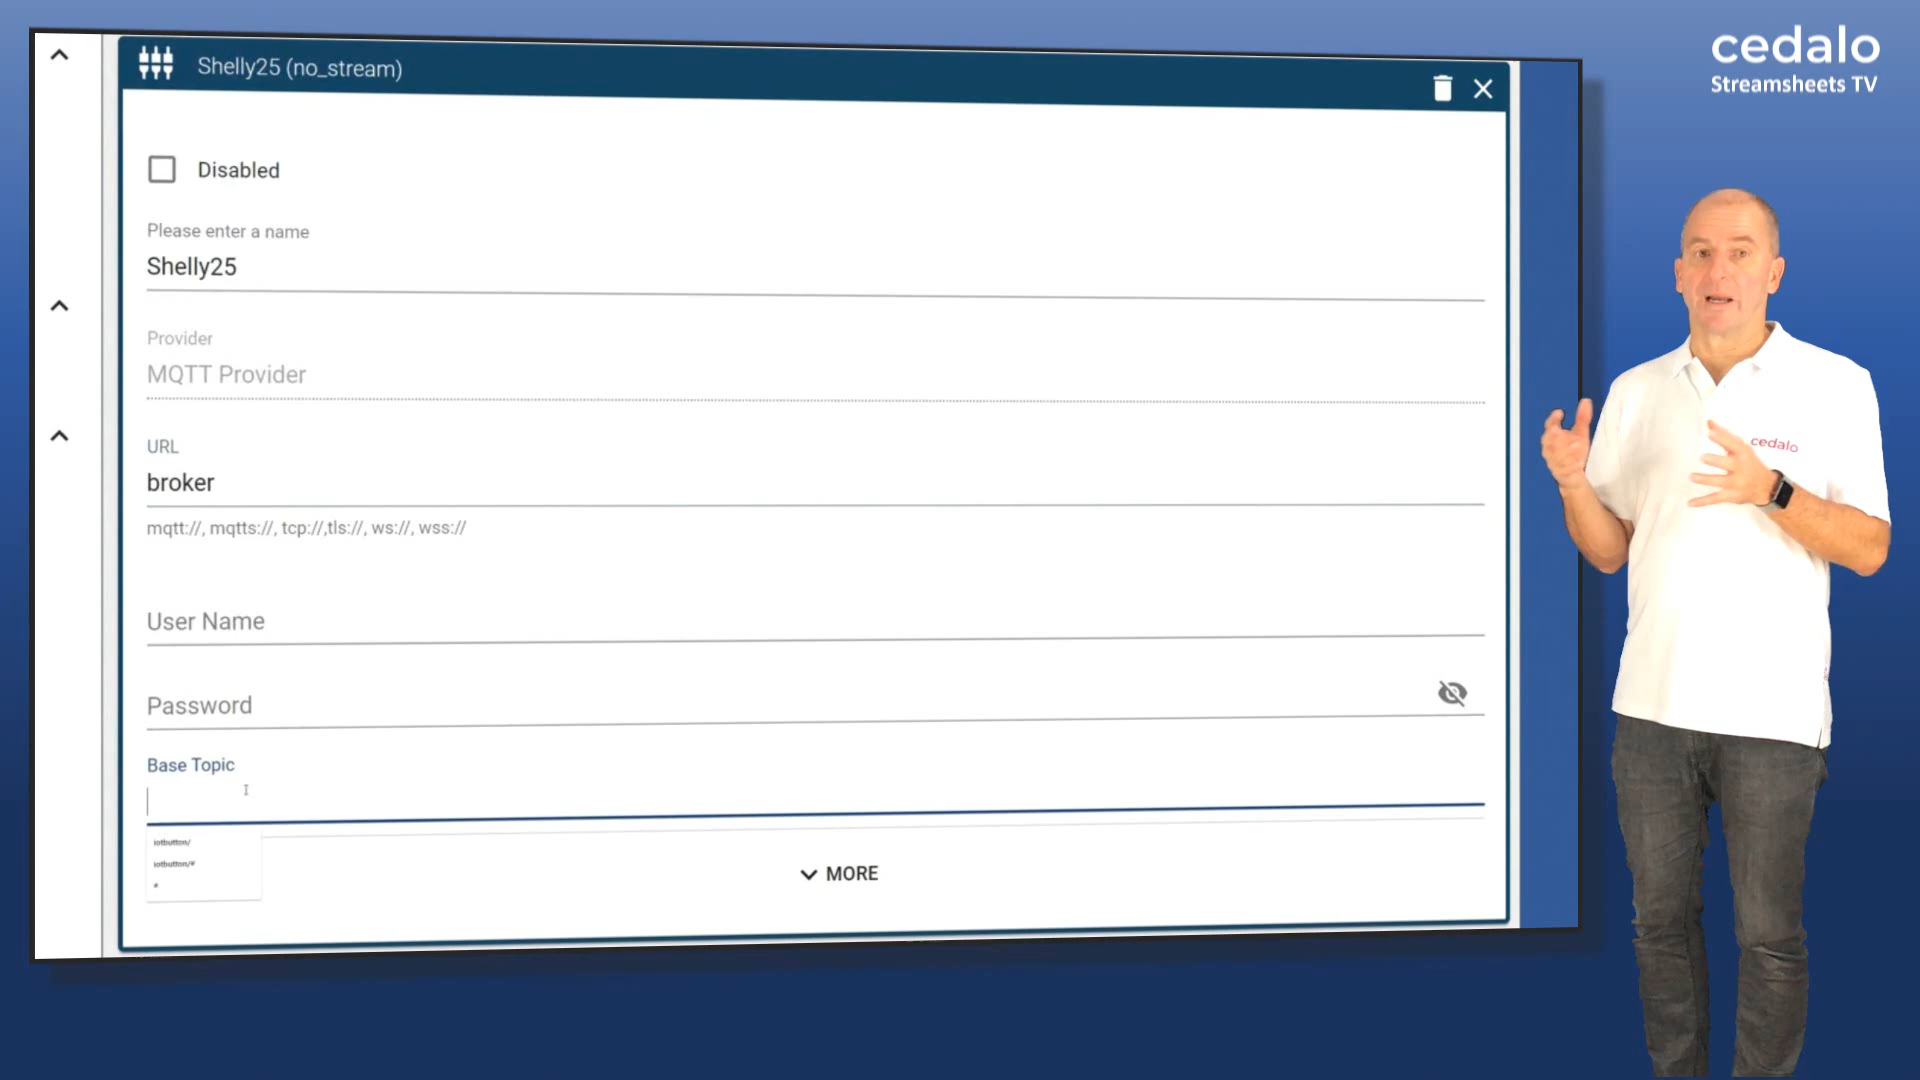 cedalo
Streamsheets TV
Shelly25 (no_stream)
Disabled
Please enter a name
Shelly25
Provider
MQTT Provider
URL
broker
mqtt://, mqtts://, tcp://,tls://, ws://, wss://
User Name
Password
Base Topic
iotbutton/
iotbutton/#
#
MORE
cedalo